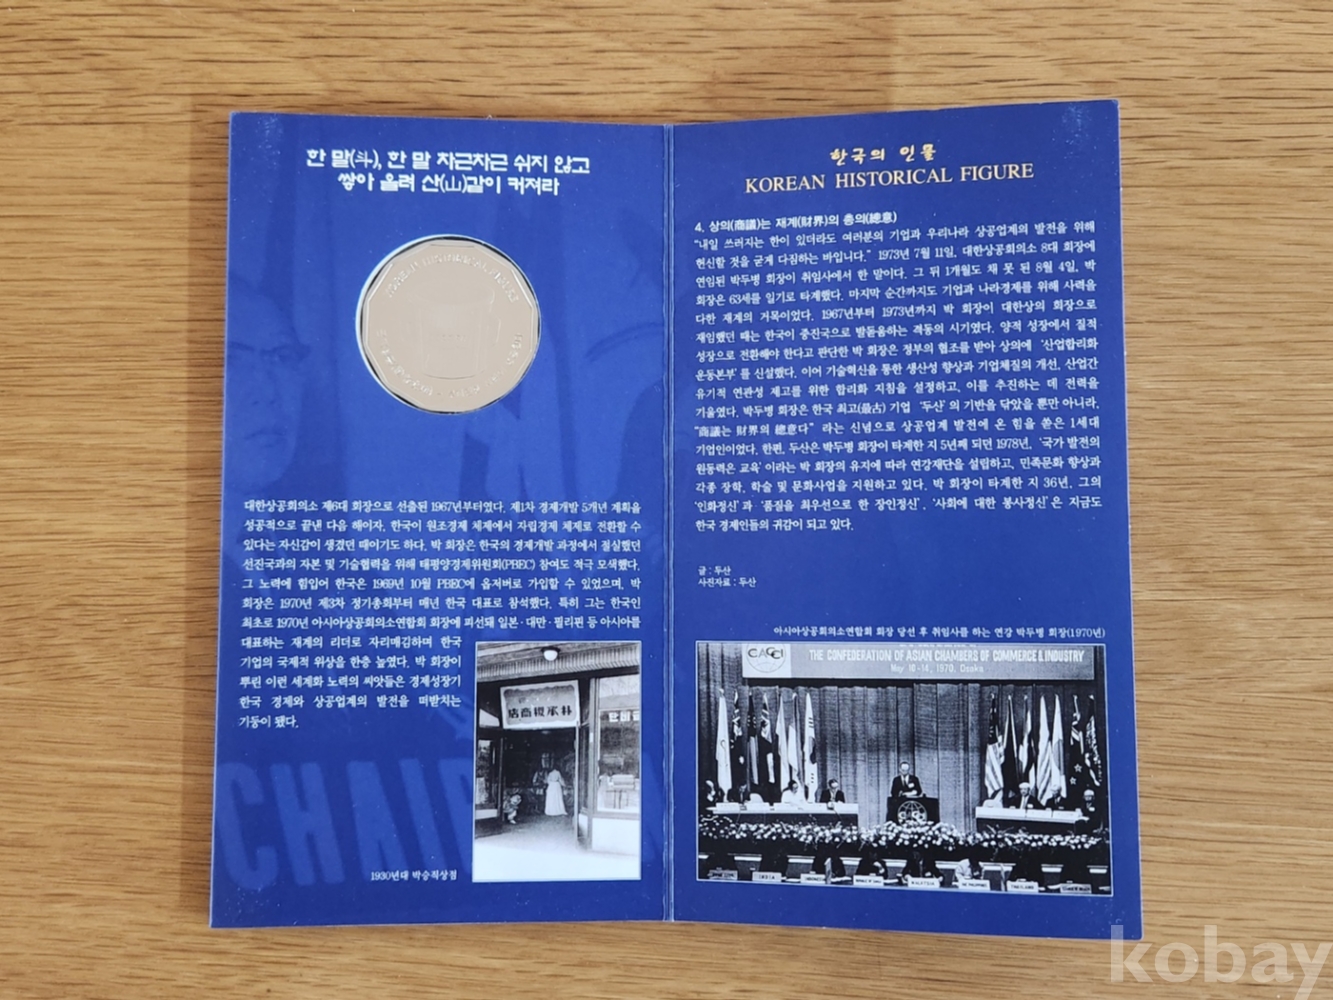 한 말(斗), 한 말 차근차근 쉬지 않고
쌓아 올려 산(山)같이 커져라
KOREAN HISTORICAL FIGURE
대한상공회의소 제6대 회장으로 선출된 1967년부터였다. 제1차 경제개발 5개년 계획을
성공적으로 끝낸 다음 해이자, 한국이 원조경제 체제에서 자립경제 체제로 전환할 수
있다는 자신감이 생겼던 때이기도 하다. 박 회장은 한국의 경제개발 과정에서 절실했던
선진국과의 자본 및 기술협력을 위해 태평양경제위원회(PBEC) 참여도 적극 모색했다.
그 노력에 힘입어 한국은 1969년 10월 PBEC에 옵저버로 가입할 수 있었으며, 박
회장은 1970년 제3차 정기총회부터 매년 한국 대표로 참석했다. 특히 그는 한국인
최초로 1970년 아시아상공회의소연합회 회장에 피선돼 일본·대만·필리핀 등 아시아를
대표하는 재계의 리더로 자리매김하며 한국
기업의 국제적 위상을 한층 높였다. 박 회장이
뿌린 이런 세계화 노력의 씨앗들은 경제성장기
한국 경제와 상공업계의 발전을 떠받치는
기둥이 됐다.
店商稷承朴
1930년대 박승직상점
CHAIR
한국의 인물
KOREAN HISTORICAL FIGURE
4. 상의(商議)는 재계(財界)의 총의(總意)
“내일 쓰러지는 한이 있더라도 여러분의 기업과 우리나라 상공업계의 발전을 위해
헌신할 것을 굳게 다짐하는 바입니다.” 1973년 7월 11일, 대한상공회의소 8대 회장에
연임된 박두병 회장이 취임사에서 한 말이다. 그 뒤 1개월도 채 못 된 8월 4일, 박
회장은 63세를 일기로 타계했다. 마지막 순간까지도 기업과 나라경제를 위해 사력을
다한 재계의 거목이었다. 1967년부터 1973년까지 박 회장이 대한상의 회장으로
재임했던 때는 한국이 중진국으로 발돋움하는 격동의 시기였다. 양적 성장에서 질적
성장으로 전환해야 한다고 판단한 박 회장은 정부의 협조를 받아 상의에 ‘산업합리화
운동본부’를 신설했다. 이어 기술혁신을 통한 생산성 향상과 기업체질의 개선, 산업간
유기적 연관성 제고를 위한 합리화 지침을 설정하고, 이를 추진하는 데 전력을
기울였다. 박두병 회장은 한국 최고(最古) 기업 ‘두산’의 기반을 닦았을 뿐만 아니라,
“商議는 財界의 總意다” 라는 신념으로 상공업계 발전에 온 힘을 쏟은 1세대
기업인이었다. 한편, 두산은 박두병 회장이 타계한 지 5년째 되던 1978년, ‘국가 발전의
원동력은 교육’이라는 박 회장의 유지에 따라 연강재단을 설립하고, 민족문화 향상과
각종 장학, 학술 및 문화사업을 지원하고 있다. 박 회장이 타계한 지 36년, 그의
‘인화정신’과 ‘품질을 최우선으로 한 장인정신’, ‘사회에 대한 봉사정신’은 지금도
한국 경제인들의 귀감이 되고 있다.
글 : 두산
사진자료 : 두산
아시아상공회의소연합회 회장 당선 후 취임사를 하는 연강 박두병 회장(1970년)
CACCI
THE CONFEDERATION OF ASIAN CHAMBERS OF COMMERCE & INDUSTRY
May 10-14, 1970, Osaka
CACCI
MALAYSIA
THAILAND
kobay